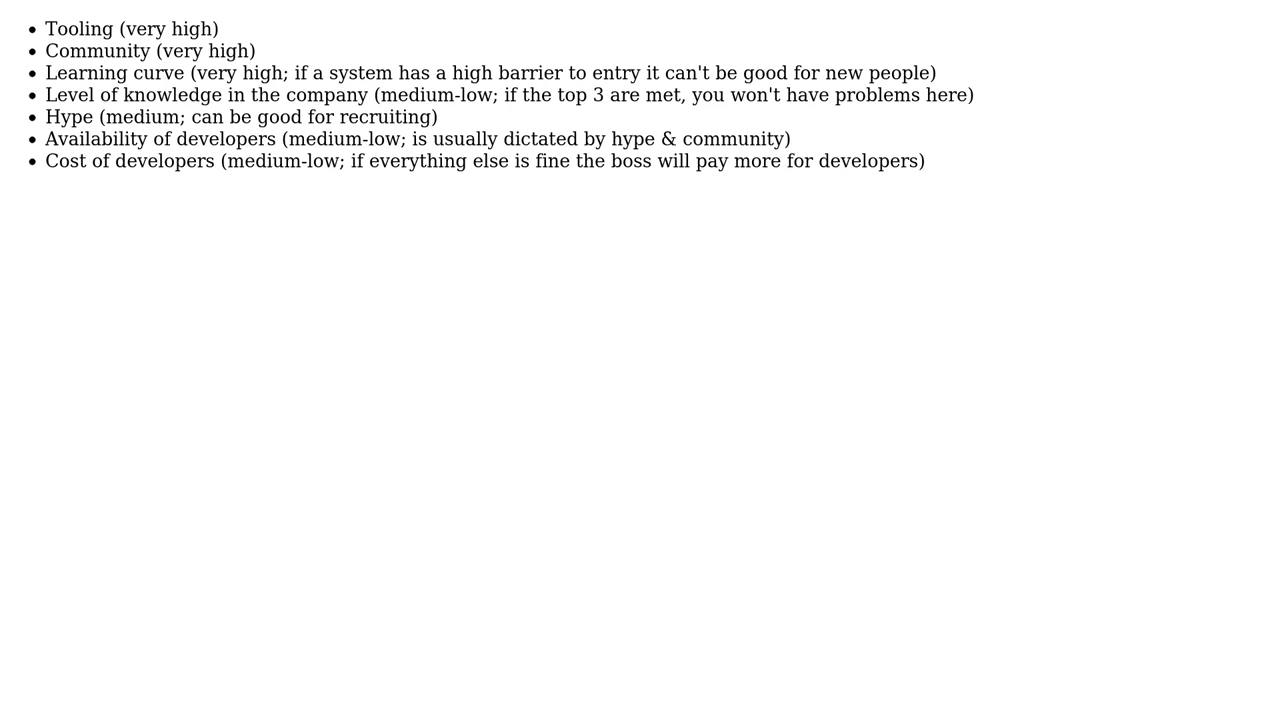 • Tooling (very high)
• Community (very high)
• Learning curve (very high; if a system has a high barrier to entry it can't be good for new people)
• Level of knowledge in the company (medium-low; if the top 3 are met, you won't have problems here)
• Hype (medium; can be good for recruiting)
• Availability of developers (medium-low; is usually dictated by hype & community)
• Cost of developers (medium-low; if everything else is fine the boss will pay more for developers)